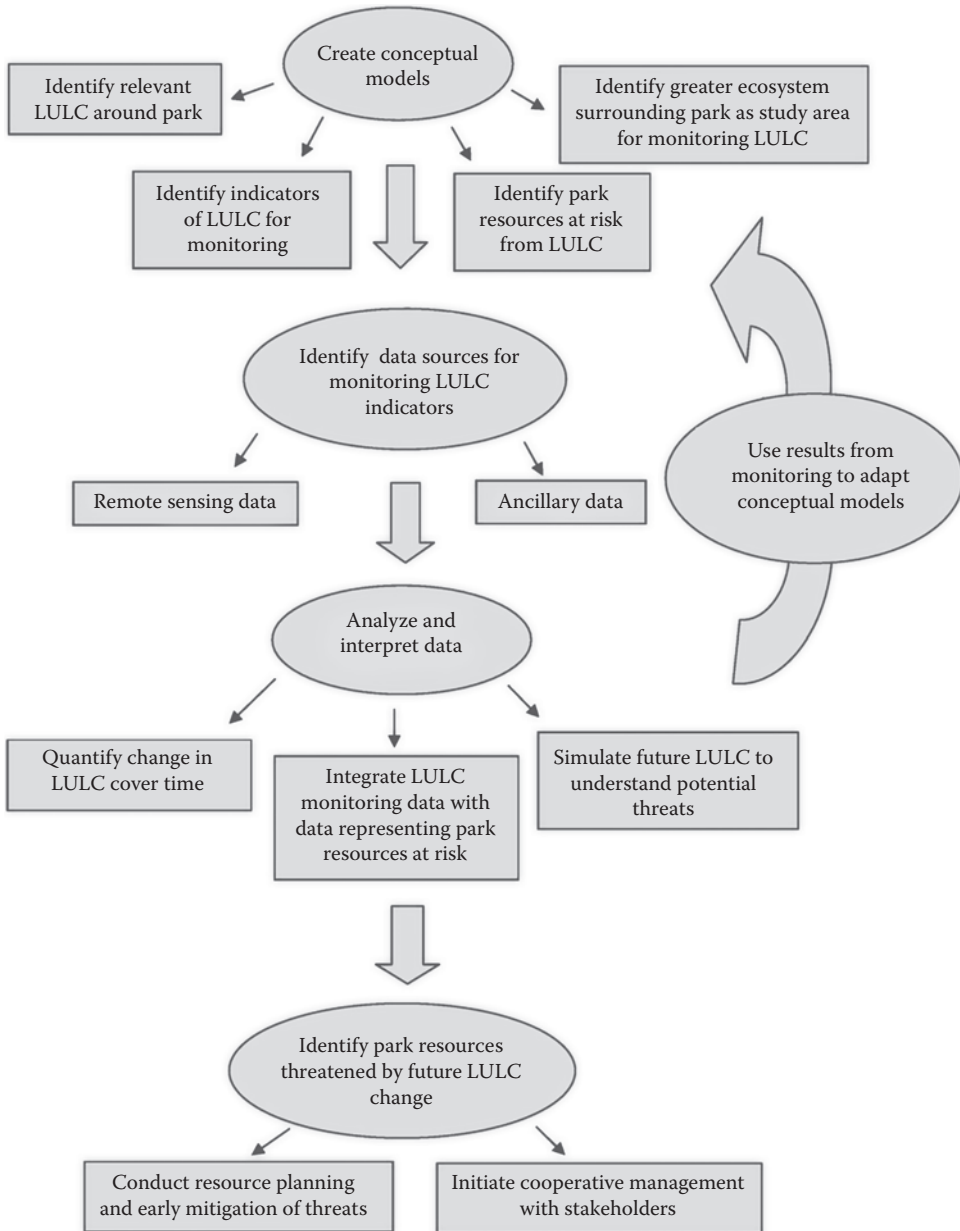 Create conceptual
models
Identify relevant
LULC around park
Identify greater ecosystem
surrounding park as study area
for monitoring LULC
Identify indicators
of LULC for
monitoring
Identify park
resources at risk
from LULC
Identify data sources for
monitoring LULC
indicators
Remote sensing data
Ancillary data
Use results from
monitoring to adapt
conceptual models
Analyze and
interpret data
Quantify change in
LULC cover time
Integrate LULC
monitoring data with
data representing park
resources at risk
Simulate future LULC to
understand potential
threats
Identify park resources
threatened by future LULC
change
Conduct resource planning
and early mitigation of threats
Initiate cooperative management
with stakeholders